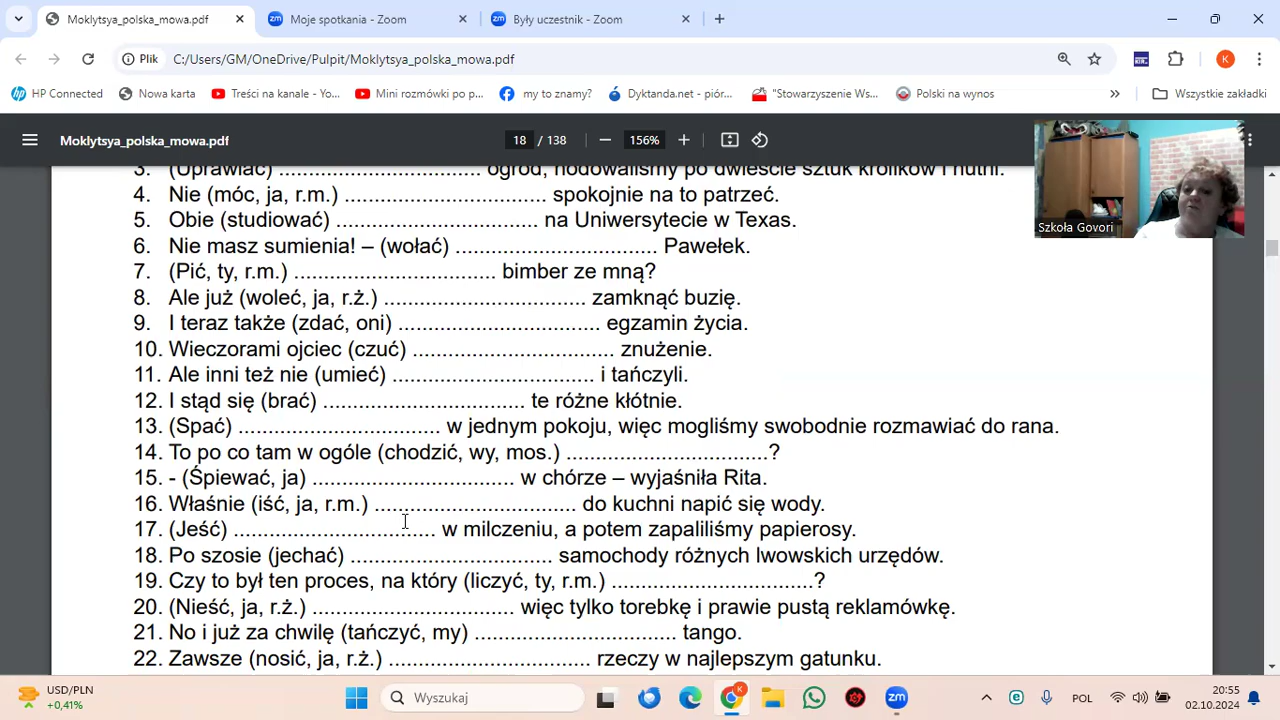 Moklytsya_polska_mowa.pdf
Moje spotkania - Zoom
Były uczestnik - Zoom
Plik
C:/Users/GM/OneDrive/Pulpit/Moklytsya_polska_mowa.pdf
HP Connected
Nowa karta
Treści na kanale - Yo...
Mini rozmówki po p...
my to znamy?
Dyktanda.net - piór...
"Stowarzyszenie Ws...
Polski na wynos
Wszystkie zakładki
Moklytsya_polska_mowa.pdf
18 / 138
156%
Szkoła Govori
3. (Uprawiać) .................................. ogród, hodowaliśmy po dwieście sztuk królików i nutrii.
4. Nie (móc, ja, r.m.) .................................. spokojnie na to patrzeć.
5. Obie (studiować) .................................. na Uniwersytecie w Texas.
6. Nie masz sumienia! – (wołać) .................................. Pawełek.
7. (Pić, ty, r.m.) .................................. bimber ze mną?
8. Ale już (woleć, ja, r.ż.) .................................. zamknąć buzię.
9. I teraz także (zdać, oni) .................................. egzamin życia.
10. Wieczorami ojciec (czuć) .................................. znużenie.
11. Ale inni też nie (umieć) .................................. i tańczyli.
12. I stąd się (brać) .................................. te różne kłótnie.
13. (Spać) .............................. w jednym pokoju, więc mogliśmy swobodnie rozmawiać do rana.
14. To po co tam w ogóle (chodzić, wy, mos.) ..................................?
15. - (Śpiewać, ja) .................................. w chórze – wyjaśniła Rita.
16. Właśnie (iść, ja, r.m.) .................................. do kuchni napić się wody.
17. (Jeść) .................................. w milczeniu, a potem zapaliliśmy papierosy.
18. Po szosie (jechać) .................................. samochody różnych lwowskich urzędów.
19. Czy to był ten proces, na który (liczyć, ty, r.m.) ..................................?
20. (Nieść, ja, r.ż.) .................................. więc tylko torebkę i prawie pustą reklamówkę.
21. No i już za chwilę (tańczyć, my) .................................. tango.
22. Zawsze (nosić, ja, r.ż.) .................................. rzeczy w najlepszym gatunku.
USD/PLN
+0,41%
Wyszukaj
POL
20:55
02.10.2024